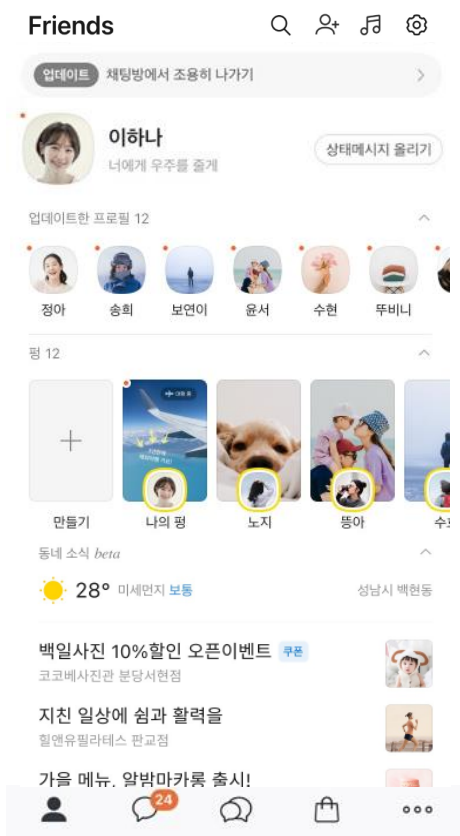 Friends
업데이트 채팅방에서 조용히 나가기
이하나
너에게 우주를 줄게
상태메시지 올리기
업데이트한 프로필 12
정아 송희 보연이 윤서 수현 뚜비니
펑 12
만들기 나의 펑 노지 뚱아
동네 소식 beta
28° 미세먼지 보통 성남시 백현동
백일사진 10%할인 오픈이벤트 쿠폰
코코베사진관 분당서현점
지친 일상에 쉼과 활력을
힐앤유필라테스 판교점
가을 메뉴, 알밤마카롱 출시!
24